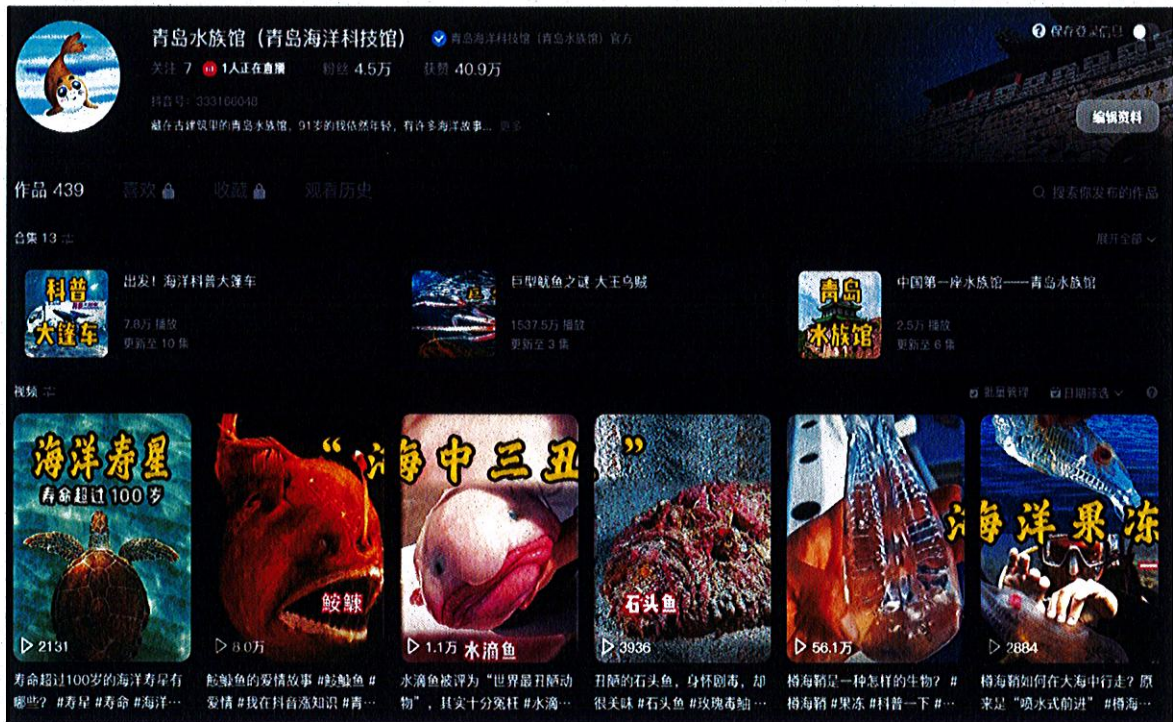 青岛水族馆（青岛海洋科技馆） 青岛海洋科技馆（青岛水族馆）官方
保存登录信息
关注 7 1人正在直播 粉丝 4.5万 获赞 40.9万
抖音号：333166048
藏在古建筑里的青岛水族馆，91岁的我依然年轻，有许多海洋故事... 更多
编辑资料
作品 439 喜欢 收藏 观看历史
搜索你发布的作品
合集 13
展开全部
科普
大篷车
出发！海洋科普大篷车
7.8万 播放
更新至 10 集
巨型鱿鱼之谜 大王乌贼
1537.5万 播放
更新至 3 集
青岛
水族馆
中国第一座水族馆——青岛水族馆
2.5万 播放
更新至 6 集
视频
批量管理 日期筛选
海洋寿星
寿命超过100岁
2131
寿命超过100岁的海洋寿星有
哪些？ #寿星 #寿命 #海洋…
“海中三丑”
鮟鱇
8.0万
鮟鱇鱼的爱情故事 #鮟鱇鱼 #
爱情 #我在抖音涨知识 #青…
1.1万 水滴鱼
水滴鱼被评为“世界最丑陋动
物”，其实十分冤枉 #水滴…
石头鱼
3936
丑陋的石头鱼，身怀剧毒，却
很美味 #石头鱼 #玫瑰毒鲉…
56.1万
樽海鞘是一种怎样的生物？ #
樽海鞘 #果冻 #科普一下 #…
海洋果冻
2884
樽海鞘如何在大海中行走？原
来是“喷水式前进” #樽海…